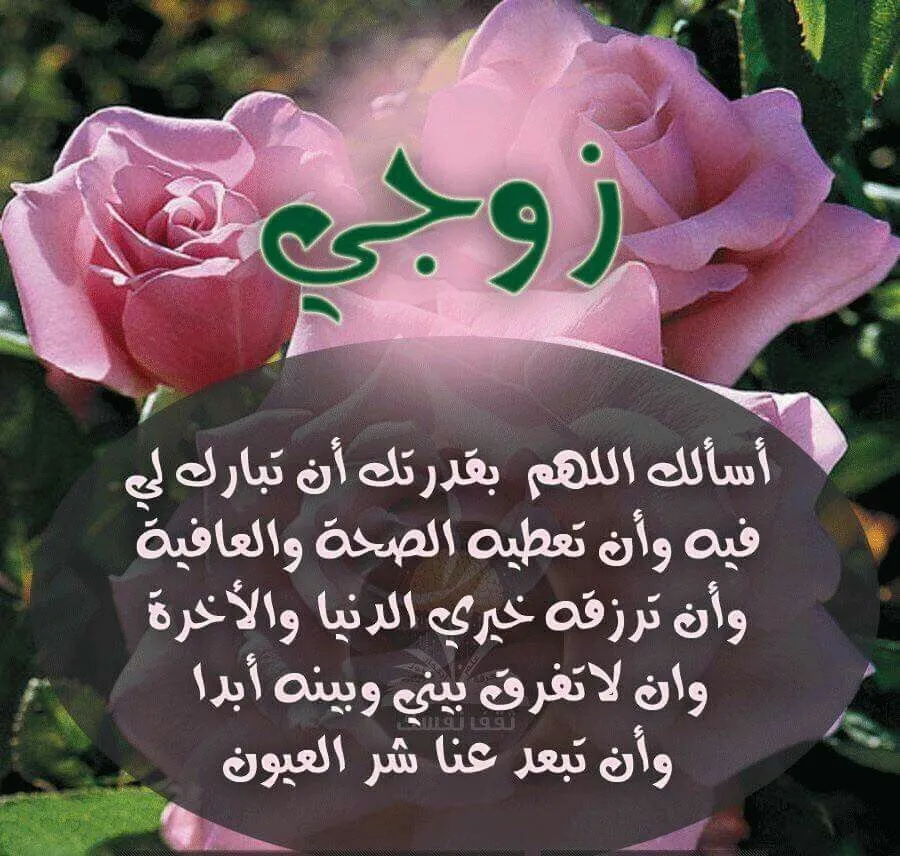 زوجي
أسألك اللهم بقدرتك أن تبارك لي
فيه وأن تعطيه الصحة والعافية
وأن ترزقه خيري الدنيا والأخرة
وان لاتفرق بيني وبينه أبدا
وأن تبعد عنا شر العيون